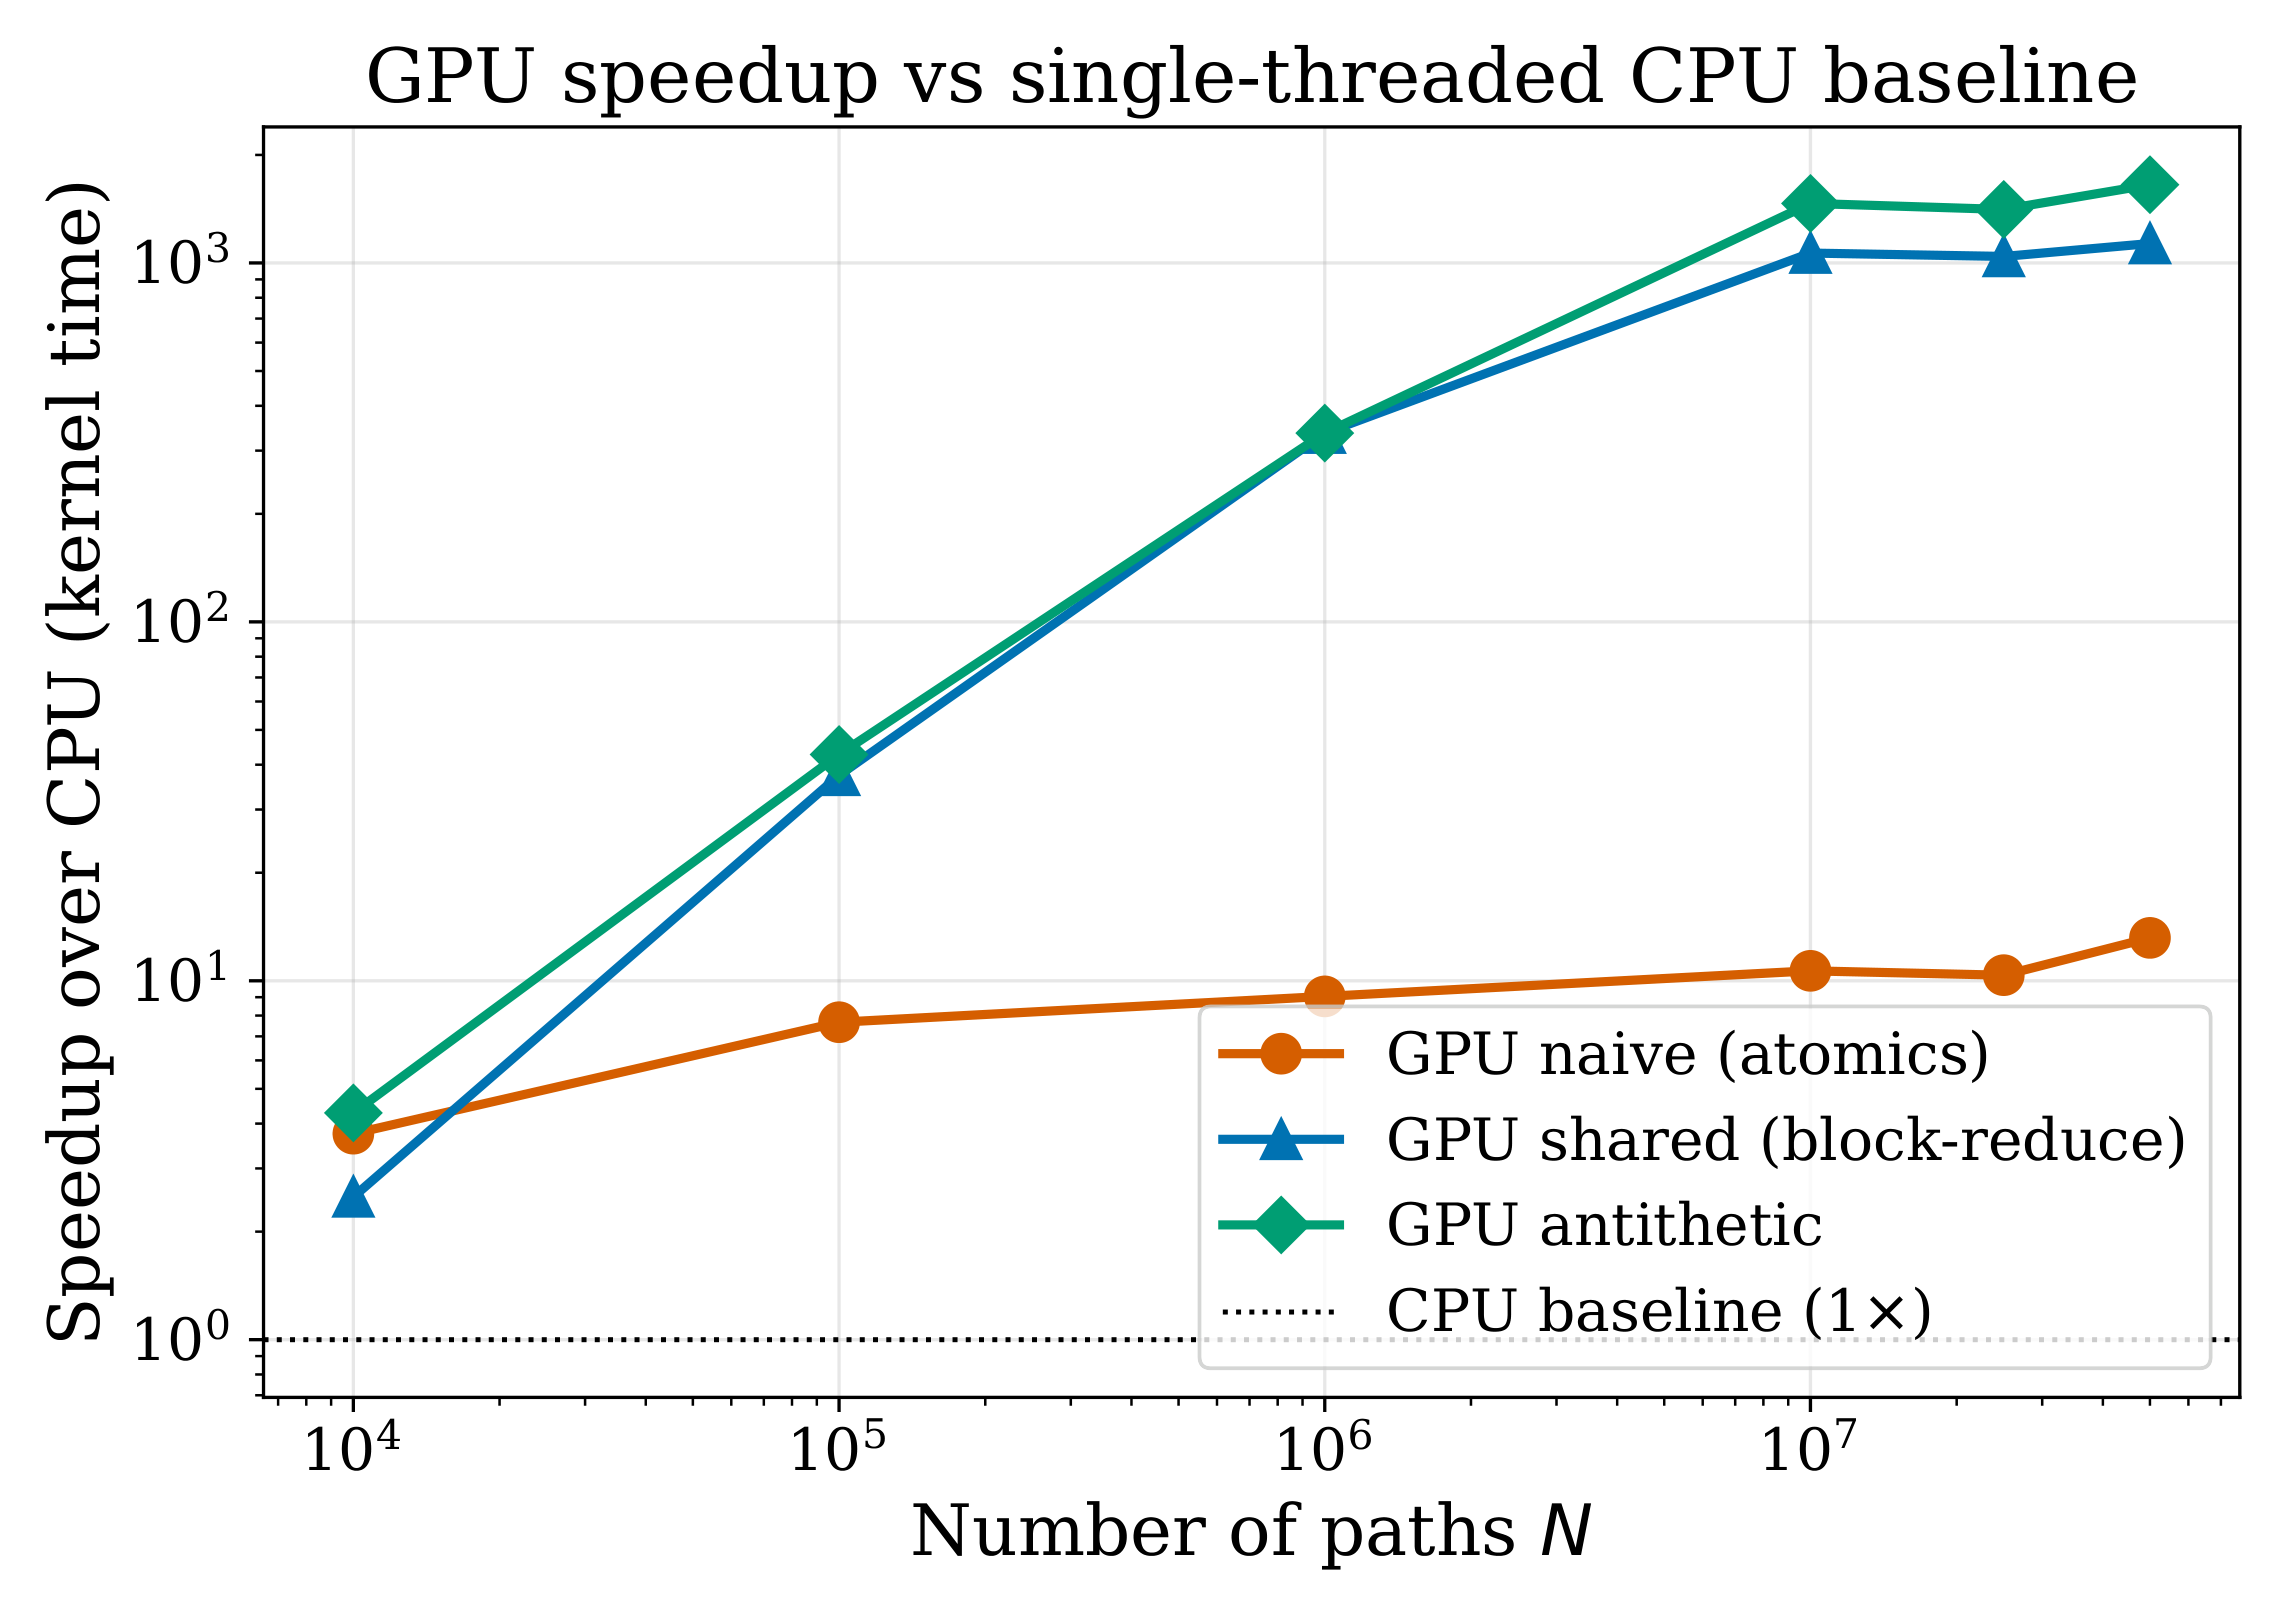 GPU speedup vs single-threaded CPU baseline
Speedup over CPU (kernel time)
10³
10²
10¹
10⁰
GPU naive (atomics)
GPU shared (block-reduce)
GPU antithetic
CPU baseline (1×)
10⁴ 10⁵ 10⁶ 10⁷
Number of paths N